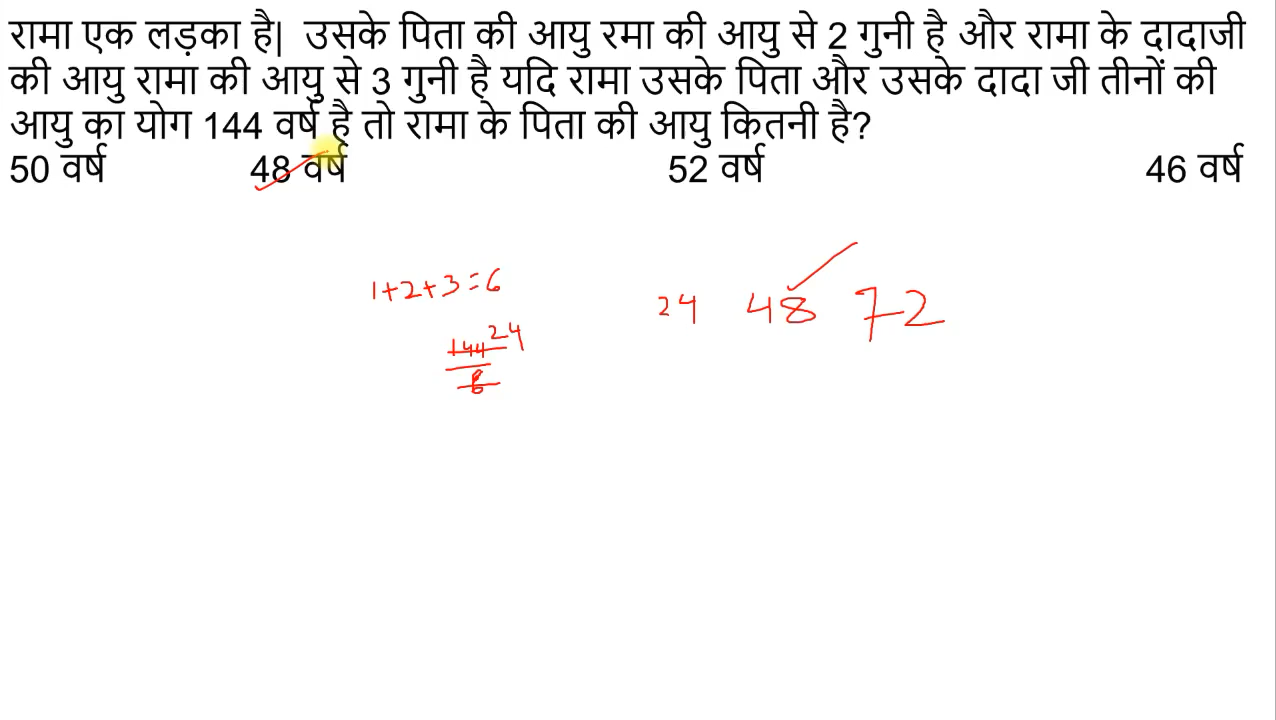 रामा एक लड़का है| उसके पिता की आयु रमा की आयु से 2 गुनी है और रामा के दादाजी
की आयु रामा की आयु से 3 गुनी है यदि रामा उसके पिता और उसके दादा जी तीनों की
आयु का योग 144 वर्ष है तो रामा के पिता की आयु कितनी है?
50 वर्ष 48 वर्ष 52 वर्ष 46 वर्ष
1+2+3=6
24 48 72
24
144
6